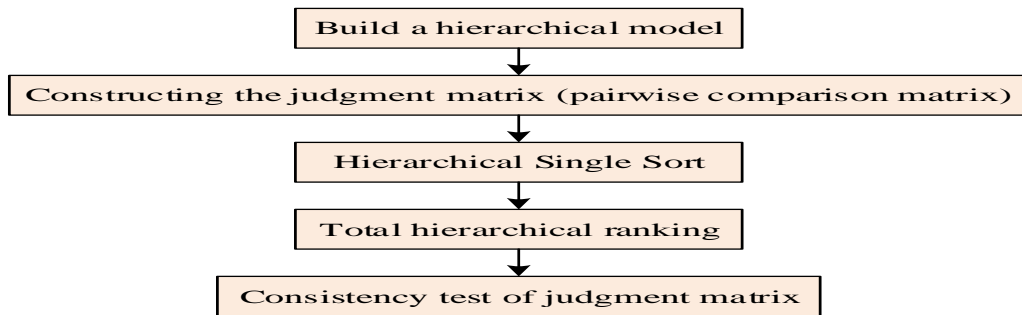 Build a hierarchical model
Constructing the judgment matrix (pairwise comparison matrix)
Hierarchical Single Sort
Total hierarchical ranking
Consistency test of judgment matrix